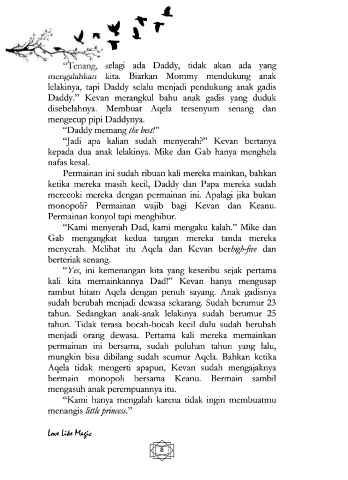 “Tenang, selagi ada Daddy, tidak akan ada yang
mengalahkan kita. Biarkan Mommy mendukung anak
lelakinya, tapi Daddy selalu menjadi pendukung anak gadis
Daddy.” Kevan merangkul bahu anak gadis yang duduk
disebelahnya. Membuat Aqela tersenyum senang dan
mengecup pipi Daddynya.
“Daddy memang the best!”
“Jadi apa kalian sudah menyerah?” Kevan bertanya
kepada dua anak lelakinya. Mike dan Gab hanya menghela
nafas kesal.
Permainan ini sudah ribuan kali mereka mainkan, bahkan
ketika mereka masih kecil, Daddy dan Papa mereka sudah
merecoki mereka dengan permainan ini. Apalagi jika bukan
monopoli? Permainan wajib bagi Kevan dan Keanu.
Permainan konyol tapi menghibur.
“Kami menyerah Dad, kami mengaku kalah.” Mike dan
Gab mengangkat kedua tangan mereka tanda mereka
menyerah. Melihat itu Aqela dan Kevan berhigh-five dan
berteriak senang.
“Yes, ini kemenangan kita yang keseribu sejak pertama
kali kita memainkannya Dad!” Kevan hanya mengusap
rambut hitam Aqela dengan penuh sayang. Anak gadisnya
sudah berubah menjadi dewasa sekarang. Sudah berumur 23
tahun. Sedangkan anak-anak lelakinya sudah berumur 25
tahun. Tidak terasa bocah-bocah kecil dulu sudah berubah
menjadi orang dewasa. Pertama kali mereka memainkan
permainan ini bersama, sudah puluhan tahun yang lalu,
mungkin bisa dibilang sudah seumur Aqela. Bahkan ketika
Aqela tidak mengerti apapun, Kevan sudah mengajaknya
bermain monopoli bersama Keanu. Bermain sambil
mengasuh anak perempuannya itu.
“Kami hanya mengalah karena tidak ingin membuatmu
menangis little princess.”
Love Like Magic
8